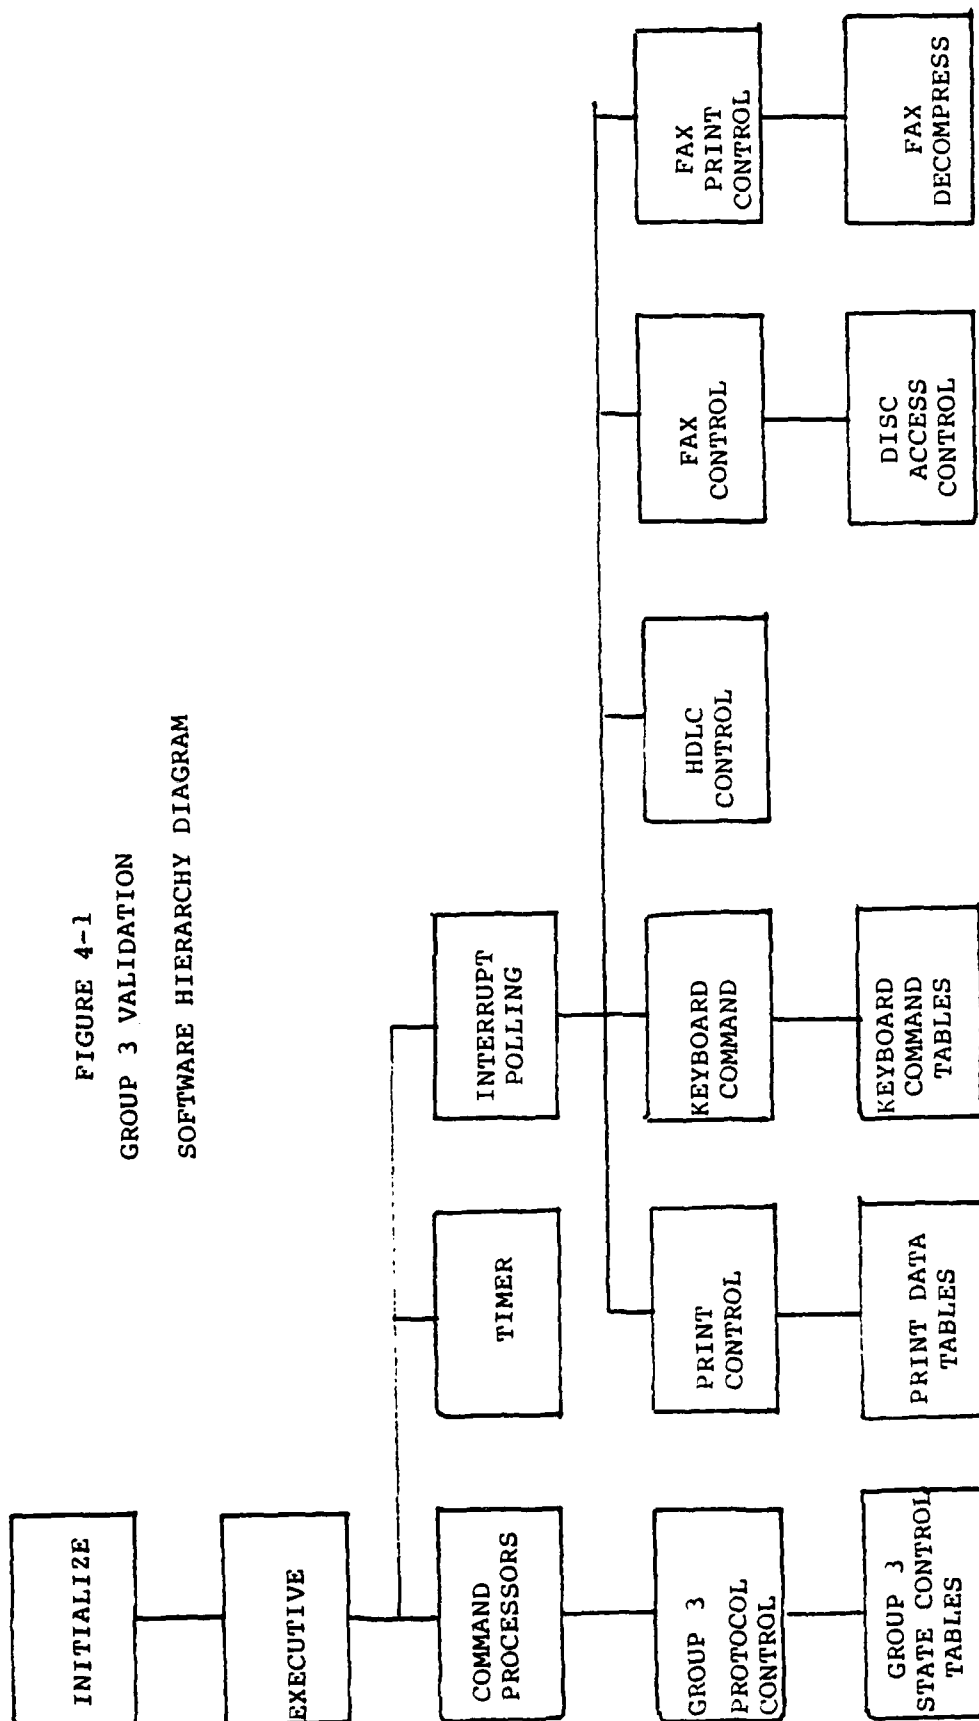 FIGURE 4-1
GROUP 3 VALIDATION
SOFTWARE HIERARCHY DIAGRAM
INITIALIZE
EXECUTIVE
COMMAND
PROCESSORS
TIMER
INTERRUPT
POLLING
GROUP 3
PROTOCOL
CONTROL
PRINT
CONTROL
KEYBOARD
COMMAND
HDLC
CONTROL
FAX
CONTROL
FAX
PRINT
CONTROL
GROUP 3
STATE CONTROL
TABLES
PRINT DATA
TABLES
KEYBOARD
COMMAND
TABLES
DISC
ACCESS
CONTROL
FAX
DECOMPRESS